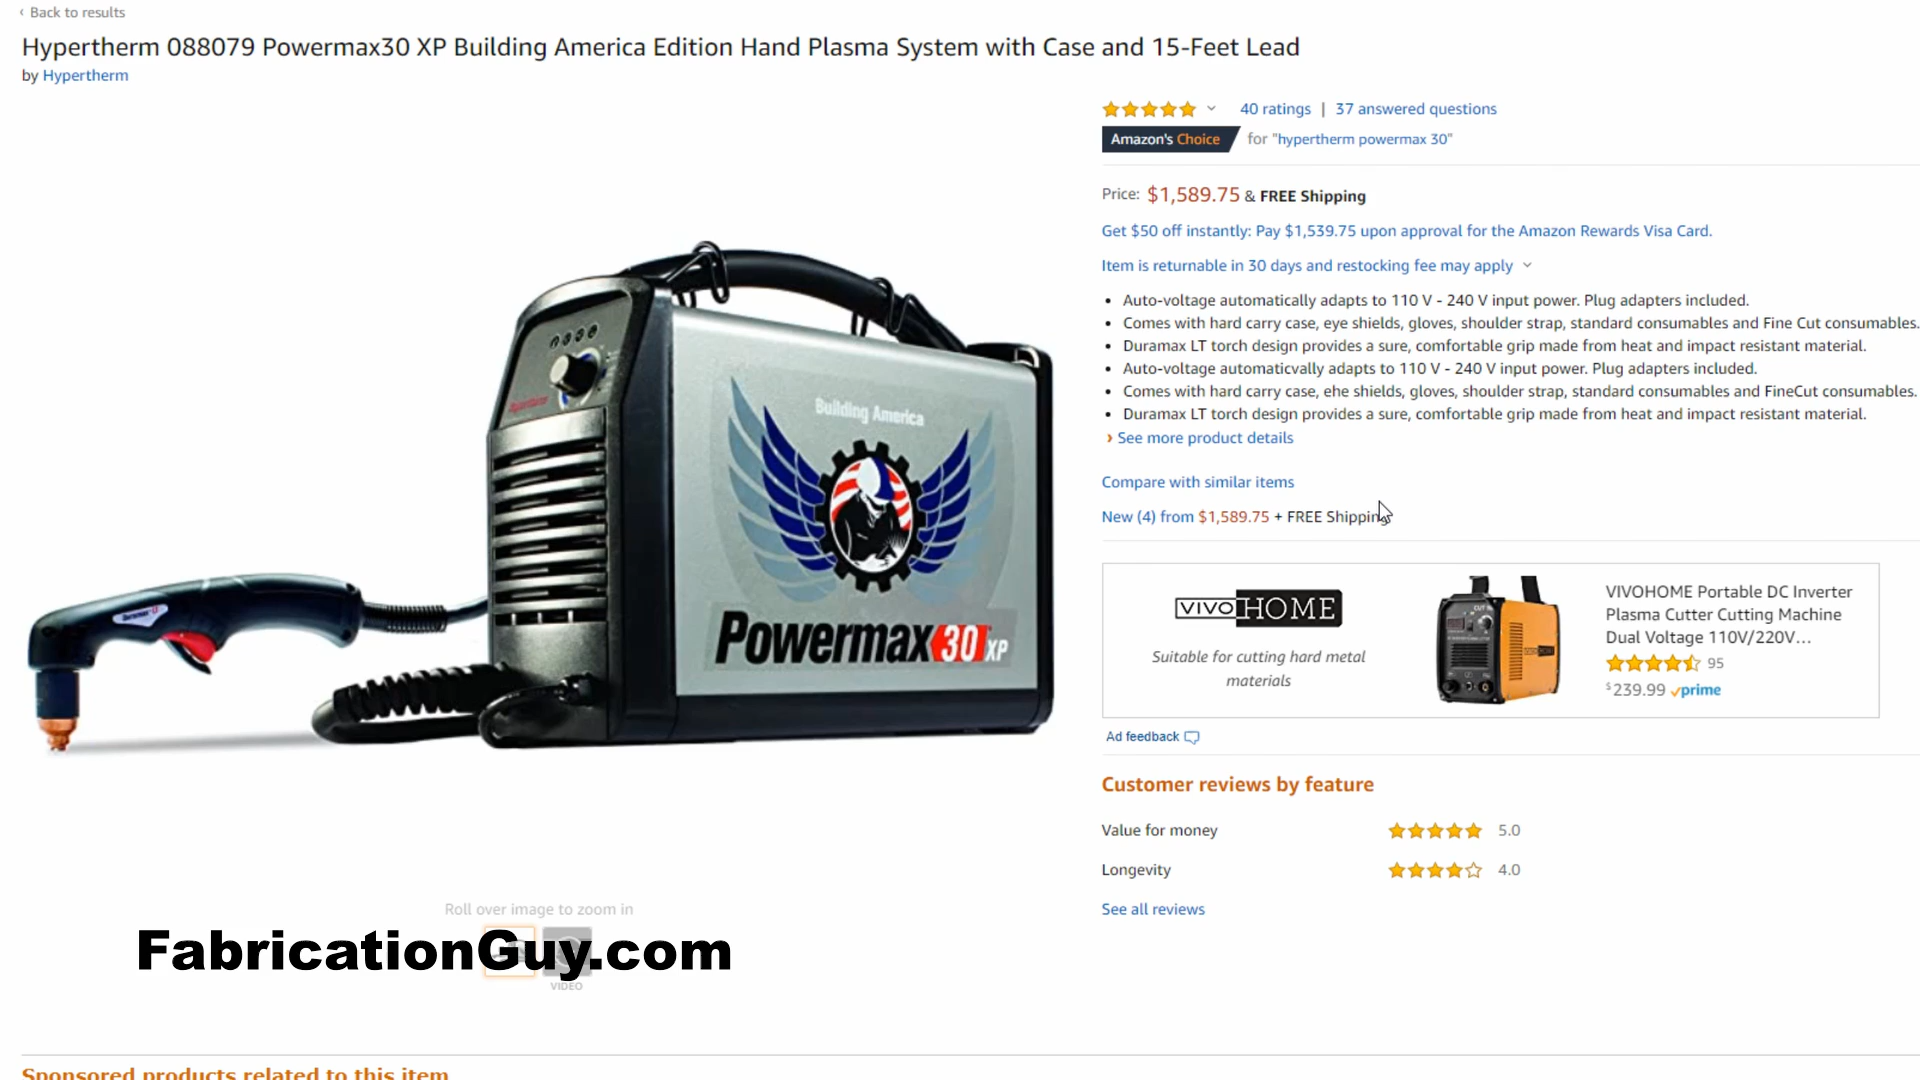 ‹ Back to results
Hypertherm 088079 Powermax30 XP Building America Edition Hand Plasma System with Case and 15-Feet Lead
by Hypertherm
40 ratings | 37 answered questions
Amazon's Choice for "hypertherm powermax 30"
Price: $1,589.75 & FREE Shipping
Get $50 off instantly: Pay $1,539.75 upon approval for the Amazon Rewards Visa Card.
Item is returnable in 30 days and restocking fee may apply
• Auto-voltage automatically adapts to 110 V - 240 V input power. Plug adapters included.
• Comes with hard carry case, eye shields, gloves, shoulder strap, standard consumables and Fine Cut consumables.
• Duramax LT torch design provides a sure, comfortable grip made from heat and impact resistant material.
• Auto-voltage automaticvally adapts to 110 V - 240 V input power. Plug adapters included.
• Comes with hard carry case, ehe shields, gloves, shoulder strap, standard consumables and FineCut consumables.
• Duramax LT torch design provides a sure, comfortable grip made from heat and impact resistant material.
› See more product details
Compare with similar items
New (4) from $1,589.75 + FREE Shipping
Building America
Powermax 30 XP
VIVOHOME
Suitable for cutting hard metal
materials
VIVOHOME Portable DC Inverter
Plasma Cutter Cutting Machine
Dual Voltage 110V/220V...
95
$239.99 prime
Ad feedback
Customer reviews by feature
Value for money 5.0
Longevity 4.0
See all reviews
Roll over image to zoom in
FabricationGuy.com
VIDEO
Sponsored products related to this item